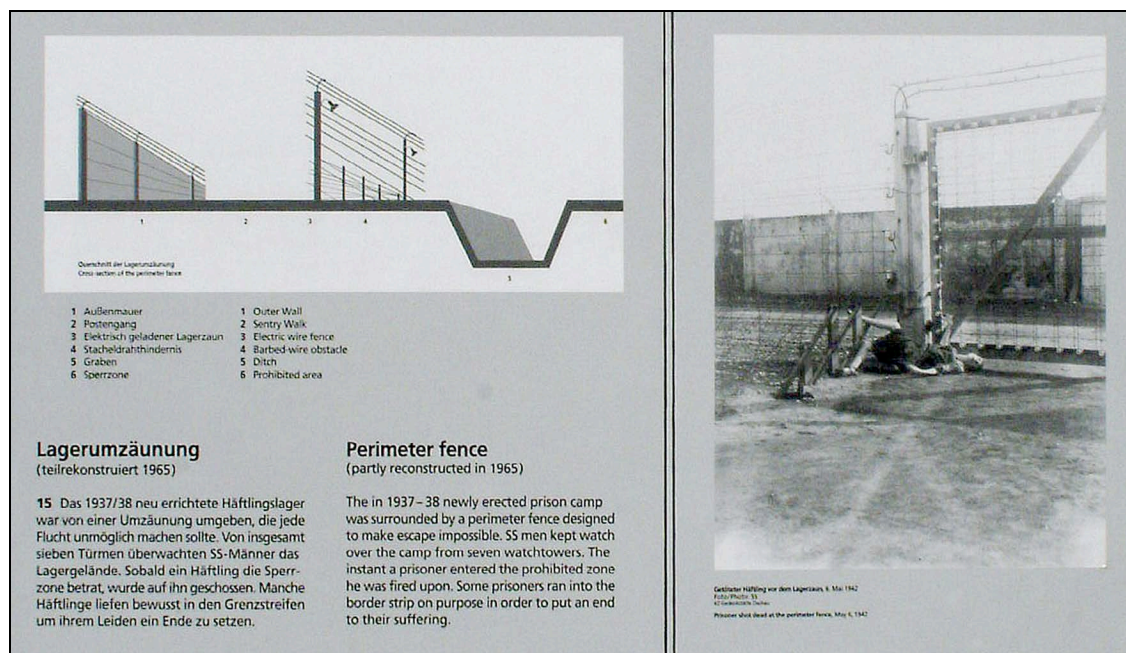 1
2
3
4
5
6
Querschnitt der Lagerumzäunung
Cross-section of the perimeter fence
1 Außenmauer
2 Postengang
3 Elektrisch geladener Lagerzaun
4 Stacheldrahthindernis
5 Graben
6 Sperrzone
1 Outer Wall
2 Sentry Walk
3 Electric wire fence
4 Barbed-wire obstacle
5 Ditch
6 Prohibited area
Lagerumzäunung
(teilrekonstruiert 1965)
15 Das 1937/38 neu errichtete Häftlingslager
war von einer Umzäunung umgeben, die jede
Flucht unmöglich machen sollte. Von insgesamt
sieben Türmen überwachten SS-Männer das
Lagergelände. Sobald ein Häftling die Sperr-
zone betrat, wurde auf ihn geschossen. Manche
Häftlinge liefen bewusst in den Grenzstreifen
um ihrem Leiden ein Ende zu setzen.
Perimeter fence
(partly reconstructed in 1965)
The in 1937–38 newly erected prison camp
was surrounded by a perimeter fence designed
to make escape impossible. SS men kept watch
over the camp from seven watchtowers. The
instant a prisoner entered the prohibited zone
he was fired upon. Some prisoners ran into the
border strip on purpose in order to put an end
to their suffering.
Getöteter Häftling vor dem Lagerzaun, 6. Mai 1942
Foto/Photo: SS
KZ-Gedenkstätte Dachau
Prisoner shot dead at the perimeter fence, May 6, 1942